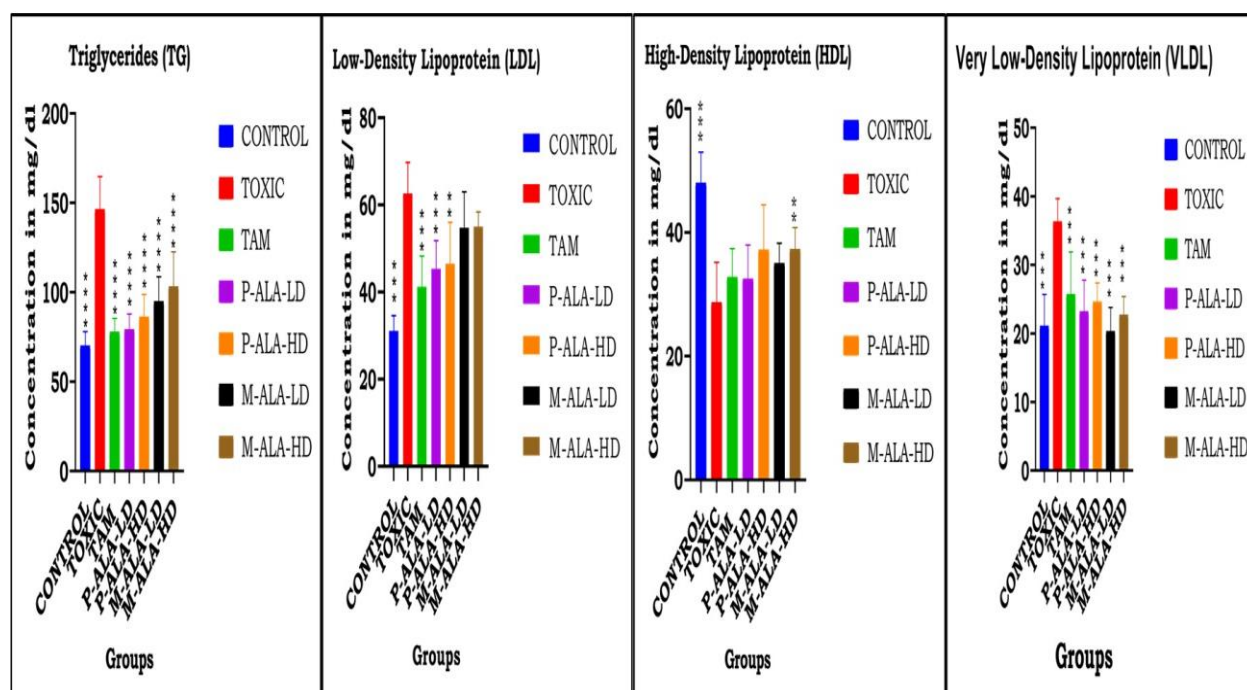 Triglycerides (TG)
Concentration in mg/dl
200
150
100
50
0
* * * *
* * * *
* * * *
* * * *
* * * *
* * * *
CONTROL
TOXIC
TAM
P-ALA-LD
P-ALA-HD
M-ALA-LD
M-ALA-HD
CONTROL
TOXIC
TAM
P-ALA-LD
P-ALA-HD
M-ALA-LD
M-ALA-HD
Groups
Low-Density Lipoprotein (LDL)
Concentration in mg/dl
80
60
40
20
0
* * *
* * *
* * *
* *
CONTROL
TOXIC
TAM
P-ALA-LD
P-ALA-HD
M-ALA-LD
M-ALA-HD
CONTROL
TOXIC
TAM
P-ALA-LD
P-ALA-HD
M-ALA-LD
M-ALA-HD
Groups
High-Density Lipoprotein (HDL)
Concentration in mg/dl
60
40
20
0
* * *
* *
CONTROL
TOXIC
TAM
P-ALA-LD
P-ALA-HD
M-ALA-LD
M-ALA-HD
CONTROL
TOXIC
TAM
P-ALA-LD
P-ALA-HD
M-ALA-LD
M-ALA-HD
Groups
Very Low-Density Lipoprotein (VLDL)
Concentration in mg/dl
50
40
30
20
10
0
* * *
* * *
* * *
* * *
* * *
* * *
CONTROL
TOXIC
TAM
P-ALA-LD
P-ALA-HD
M-ALA-LD
M-ALA-HD
CONTROL
TOXIC
TAM
P-ALA-LD
P-ALA-HD
M-ALA-LD
M-ALA-HD
Groups